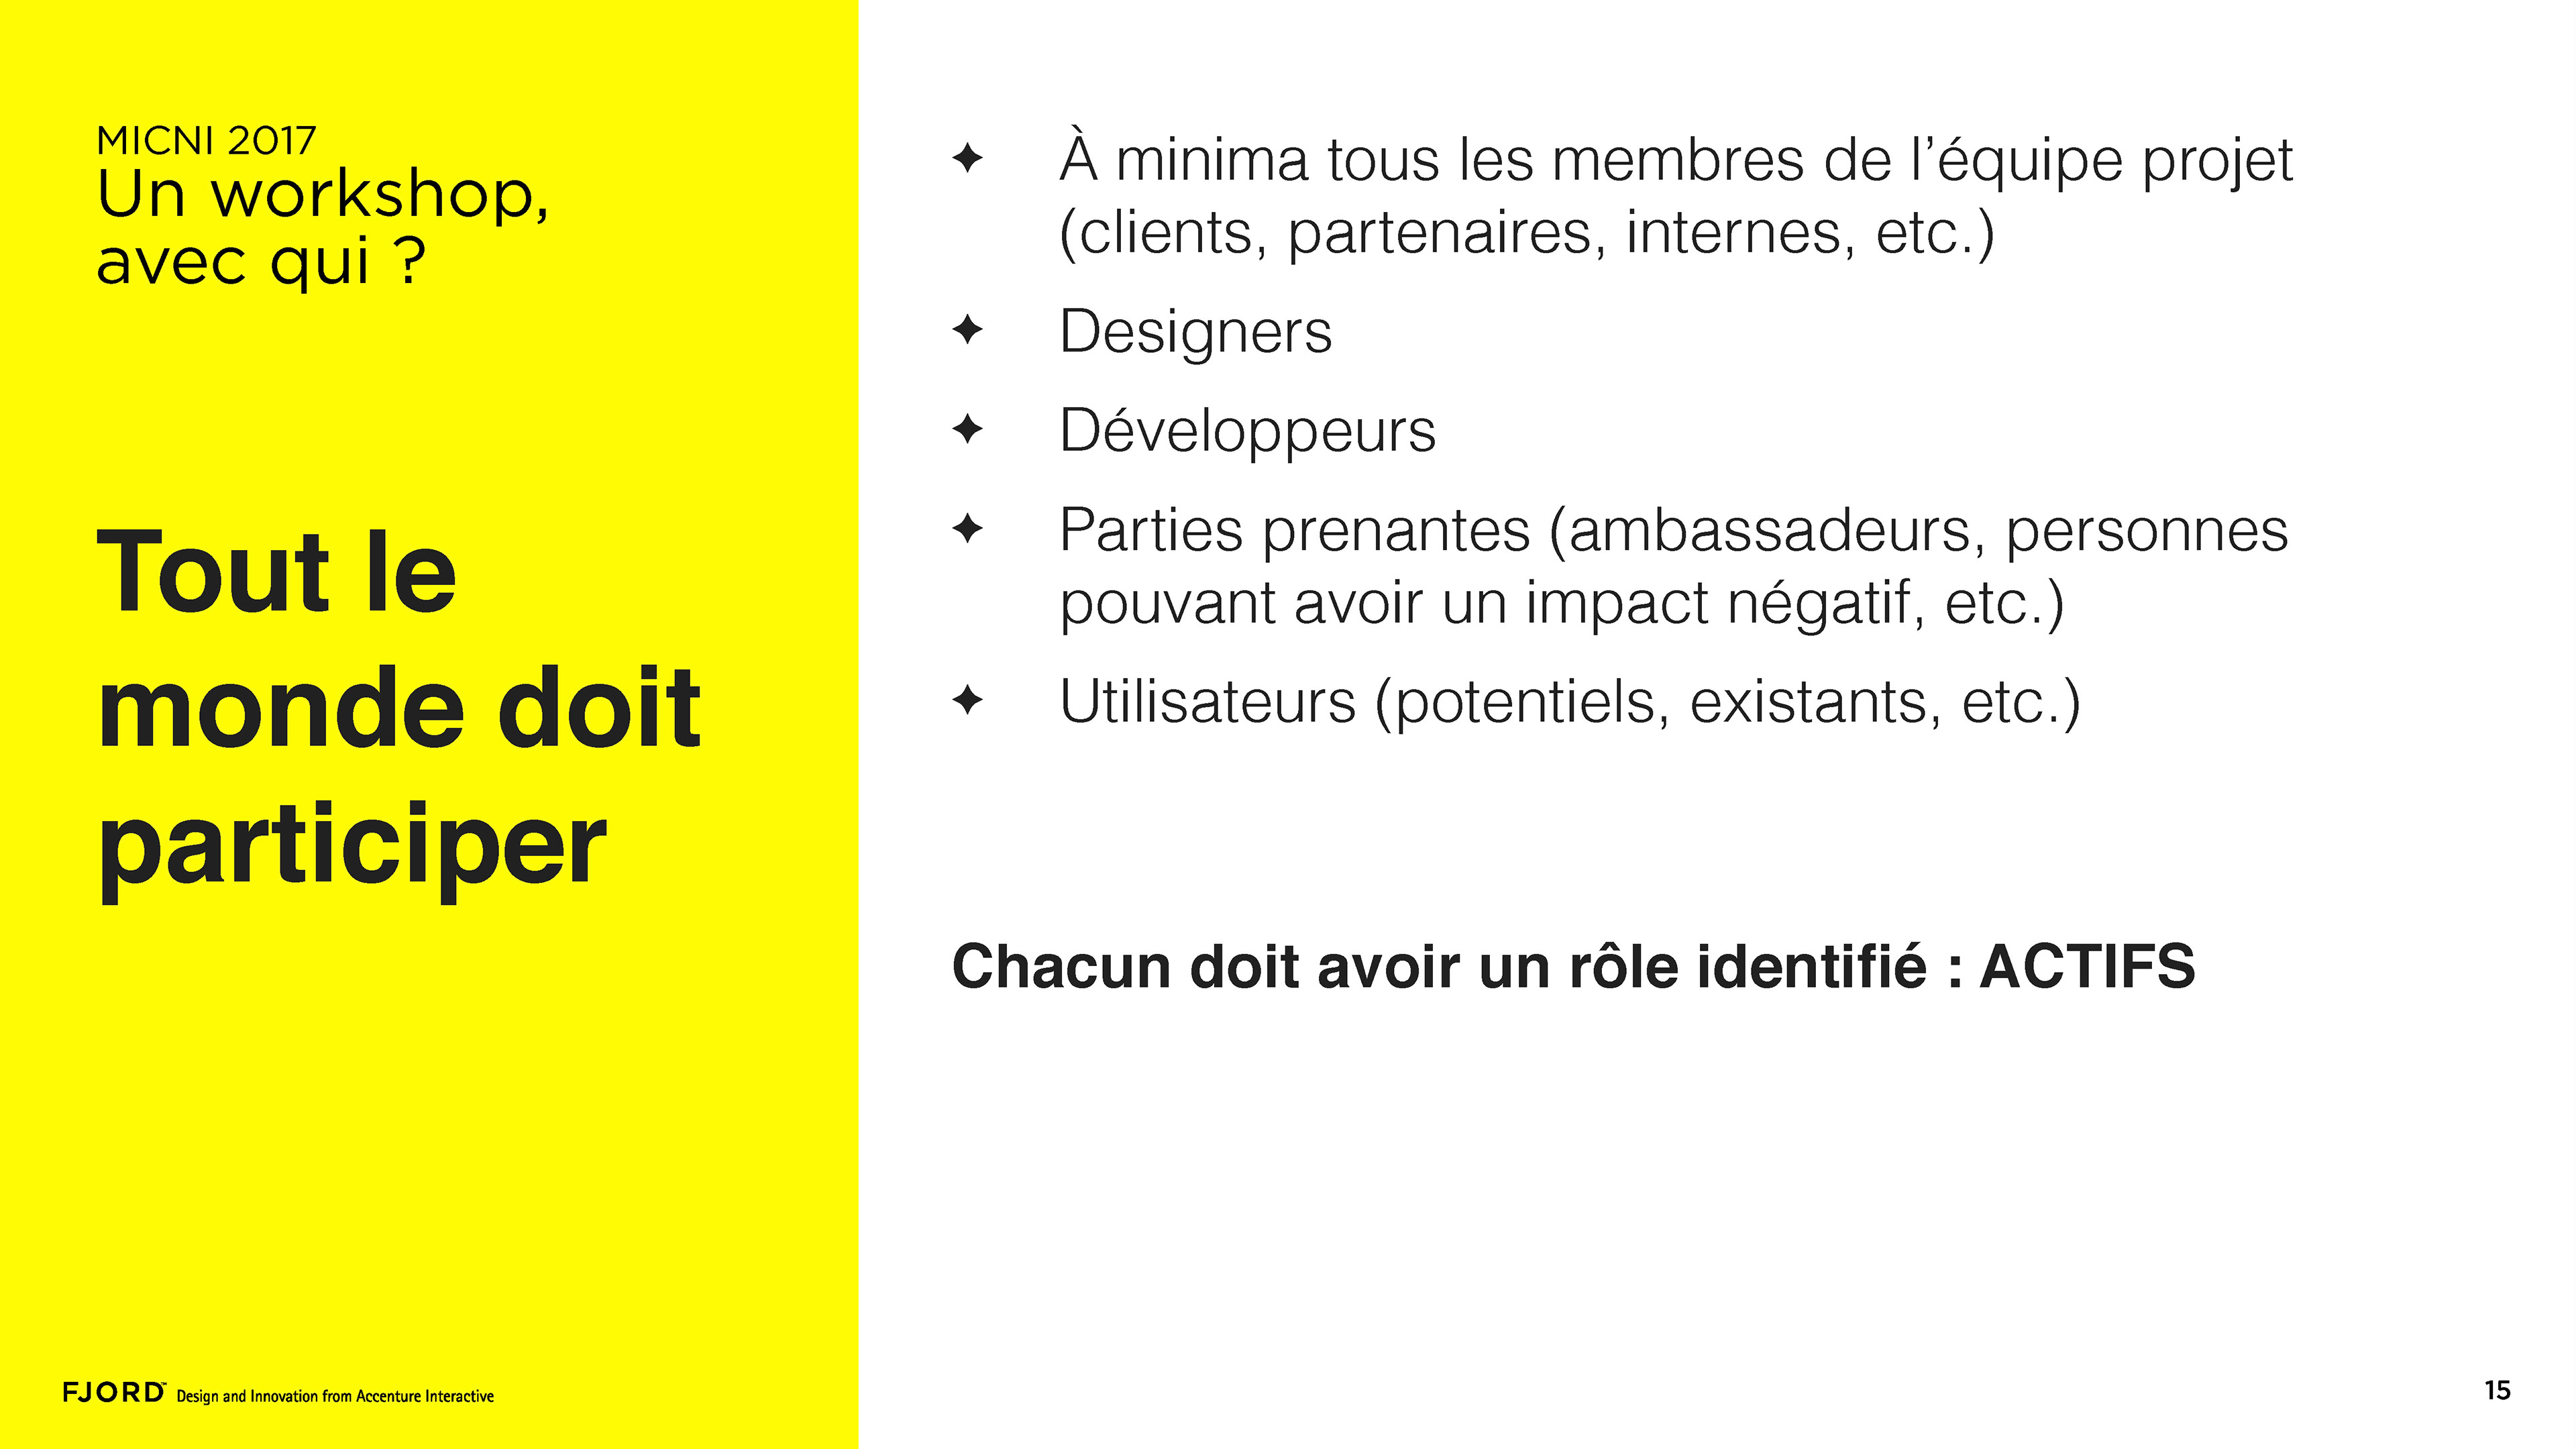 MICNI 2017
Un workshop,
avec qui ?
Tout le
monde doit
participer
✦ À minima tous les membres de l’équipe projet
(clients, partenaires, internes, etc.)
✦ Designers
✦ Développeurs
✦ Parties prenantes (ambassadeurs, personnes
pouvant avoir un impact négatif, etc.)
✦ Utilisateurs (potentiels, existants, etc.)
Chacun doit avoir un rôle identifié : ACTIFS
FJORD™ Design and Innovation from Accenture Interactive
15